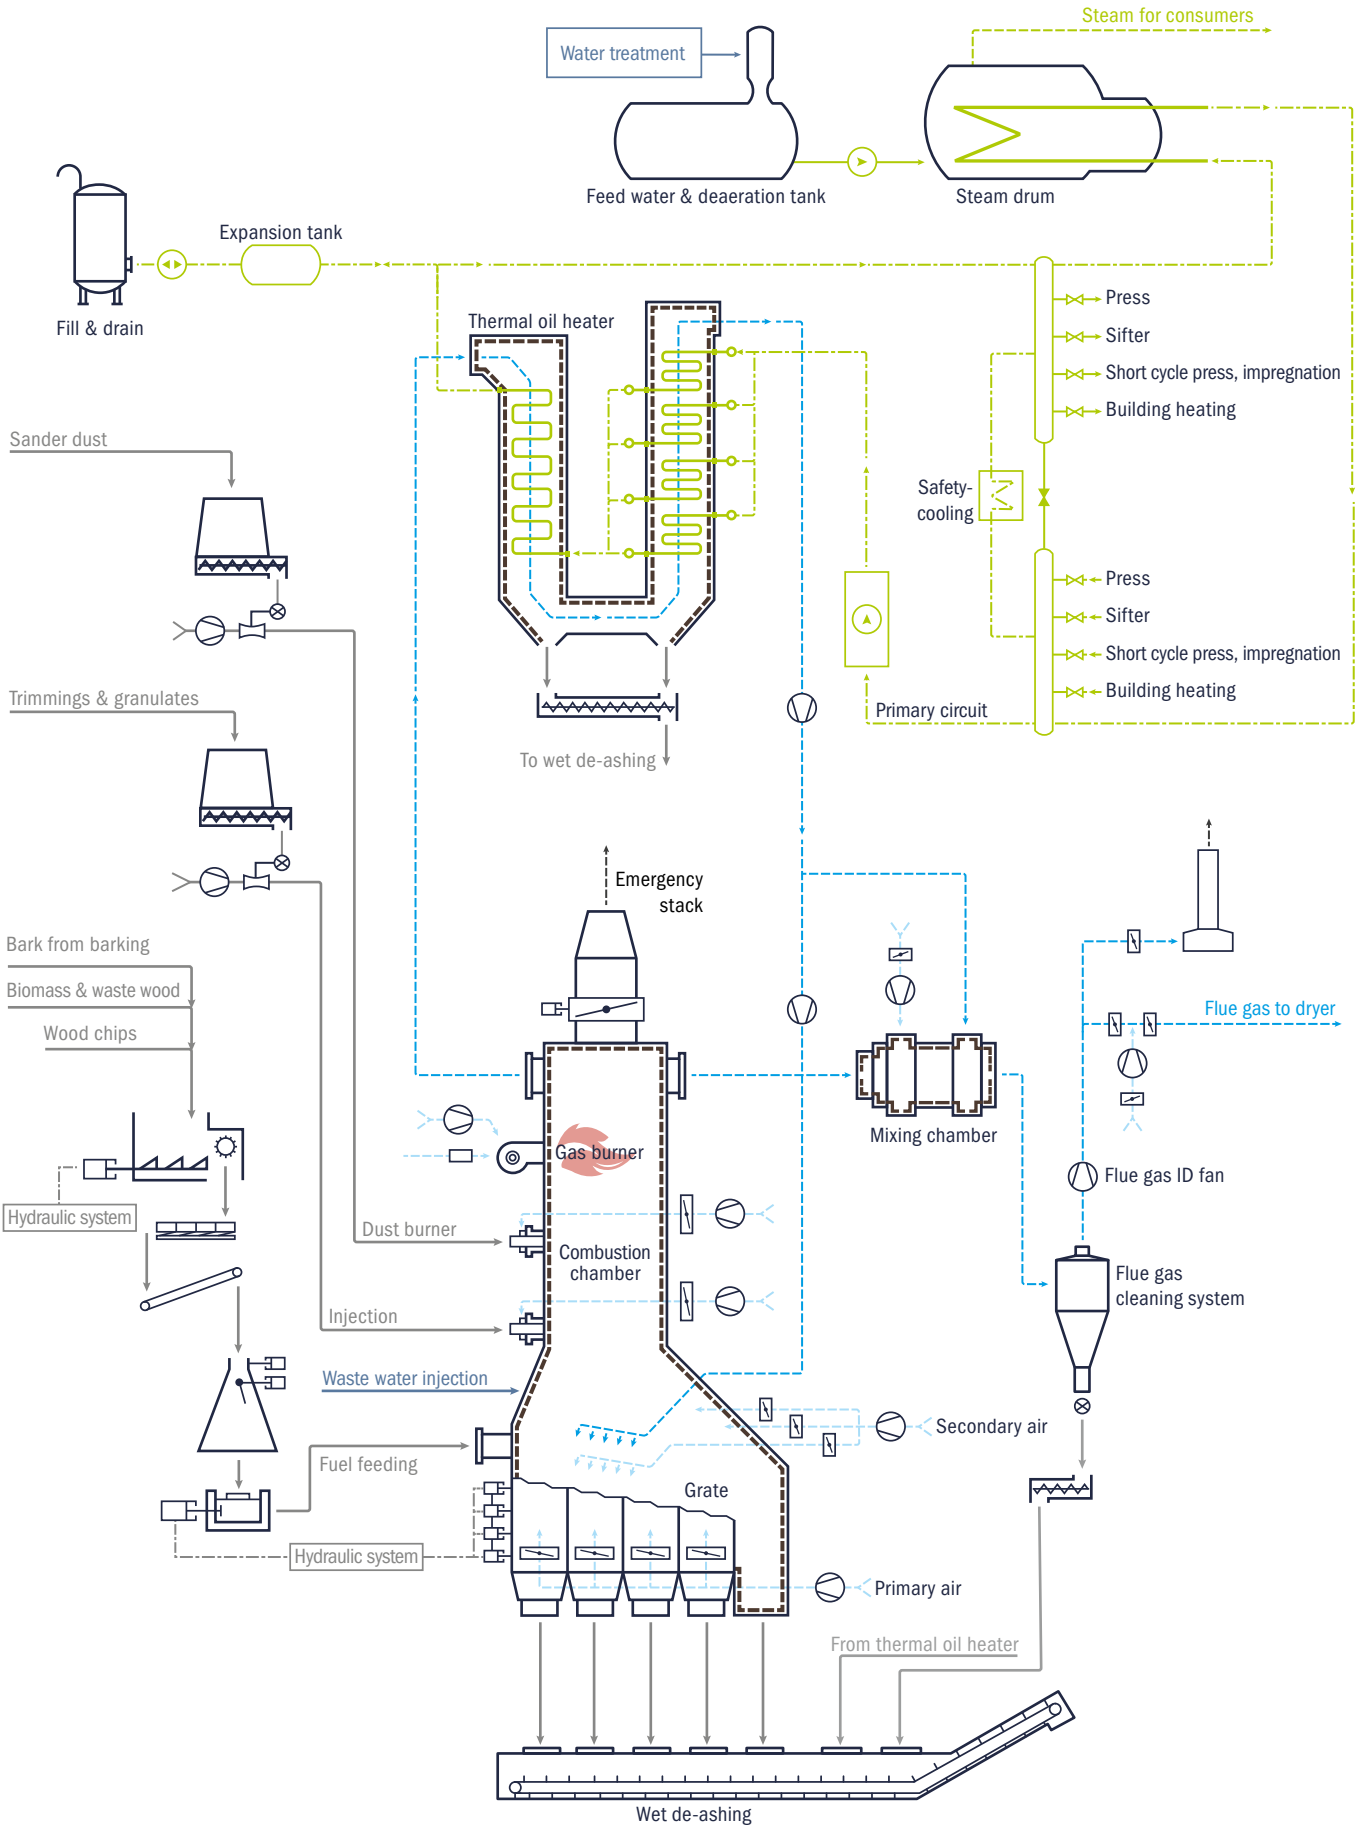 Steam for consumers
Water treatment
Feed water & deaeration tank
Steam drum
Expansion tank
Fill & drain
Thermal oil heater
Press
Sifter
Short cycle press, impregnation
Building heating
Sander dust
Safety-
cooling
Press
Sifter
Short cycle press, impregnation
Building heating
Trimmings & granulates
Primary circuit
To wet de-ashing
Emergency
stack
Bark from barking
Biomass & waste wood
Wood chips
Flue gas to dryer
Mixing chamber
Gas burner
Flue gas ID fan
Hydraulic system
Dust burner
Combustion
chamber
Flue gas
cleaning system
Injection
Waste water injection
Secondary air
Fuel feeding
Grate
Hydraulic system
Primary air
From thermal oil heater
Wet de-ashing